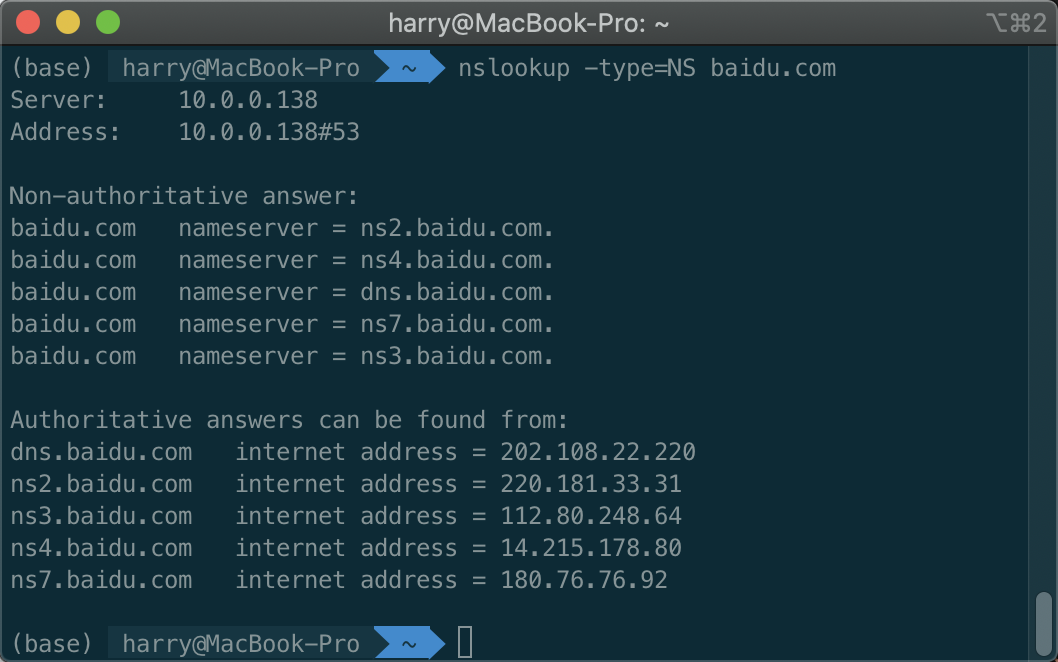 harry@MacBook-Pro: ~ ⌥⌘2
(base) harry@MacBook-Pro ~ nslookup -type=NS baidu.com
Server: 10.0.0.138
Address: 10.0.0.138#53
Non-authoritative answer:
baidu.com nameserver = ns2.baidu.com.
baidu.com nameserver = ns4.baidu.com.
baidu.com nameserver = dns.baidu.com.
baidu.com nameserver = ns7.baidu.com.
baidu.com nameserver = ns3.baidu.com.
Authoritative answers can be found from:
dns.baidu.com internet address = 202.108.22.220
ns2.baidu.com internet address = 220.181.33.31
ns3.baidu.com internet address = 112.80.248.64
ns4.baidu.com internet address = 14.215.178.80
ns7.baidu.com internet address = 180.76.76.92
(base) harry@MacBook-Pro ~